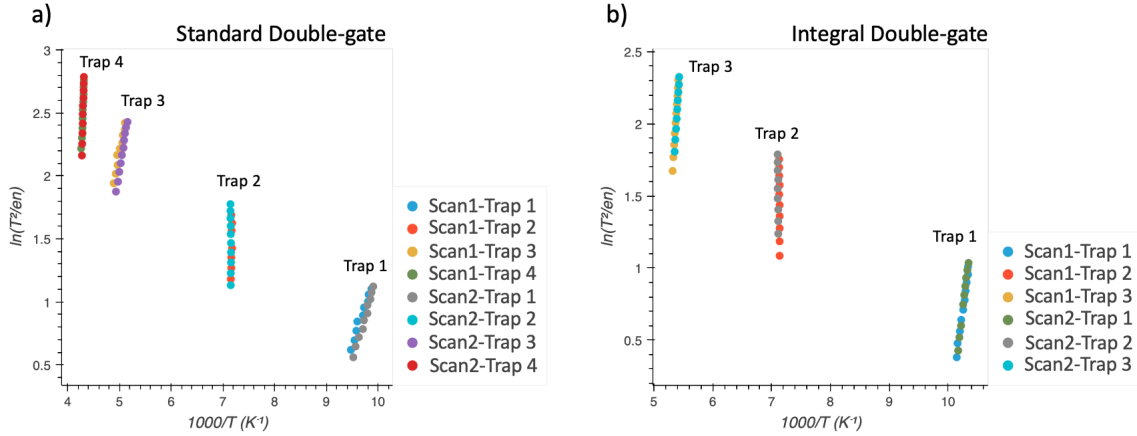 a)
Standard Double-gate
3
2.5
2
1.5
1
0.5
ln(T²/en)
Trap 4
Trap 3
Trap 2
Trap 1
4
5
6
7
8
9
10
1000/T (K⁻¹)
Scan1-Trap 1
Scan1-Trap 2
Scan1-Trap 3
Scan1-Trap 4
Scan2-Trap 1
Scan2-Trap 2
Scan2-Trap 3
Scan2-Trap 4
b)
Integral Double-gate
2.5
2
1.5
1
0.5
ln(T²/en)
Trap 3
Trap 2
Trap 1
5
6
7
8
9
10
1000/T (K⁻¹)
Scan1-Trap 1
Scan1-Trap 2
Scan1-Trap 3
Scan2-Trap 1
Scan2-Trap 2
Scan2-Trap 3